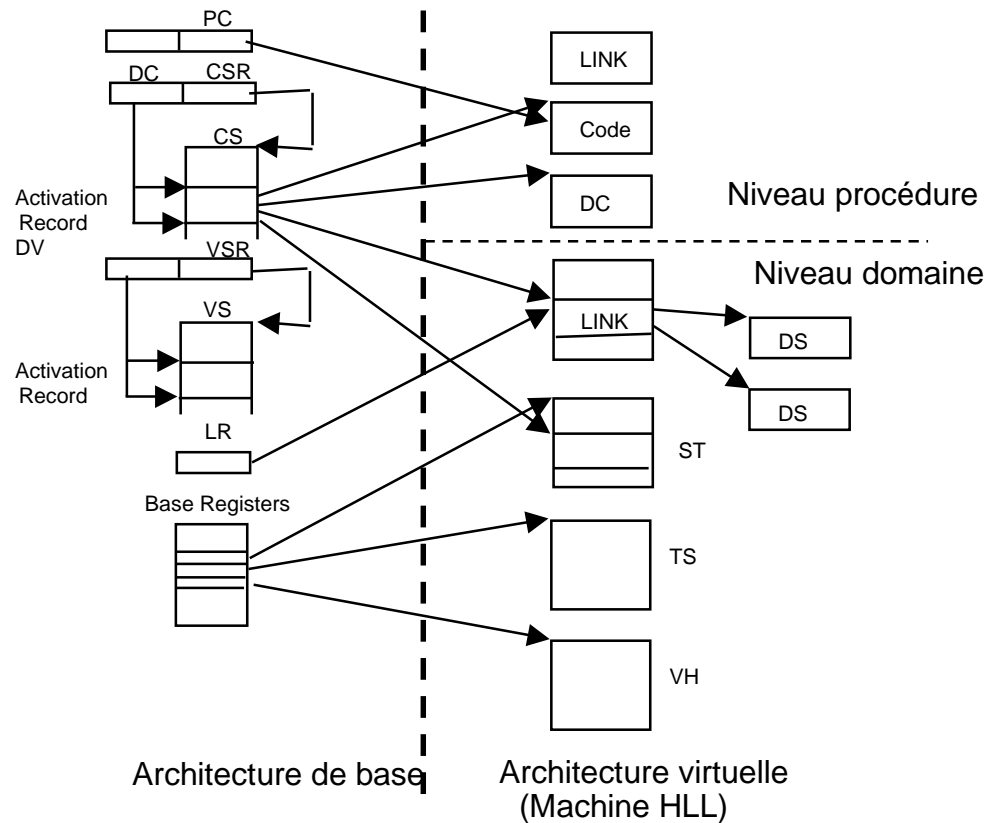 PC
DC CSR
CS
Activation
Record
DV
VSR
VS
Activation
Record
LR
Base Registers
LINK
Code
DC
Niveau procédure
Niveau domaine
LINK
DS
DS
ST
TS
VH
Architecture de base
Architecture virtuelle
(Machine HLL)